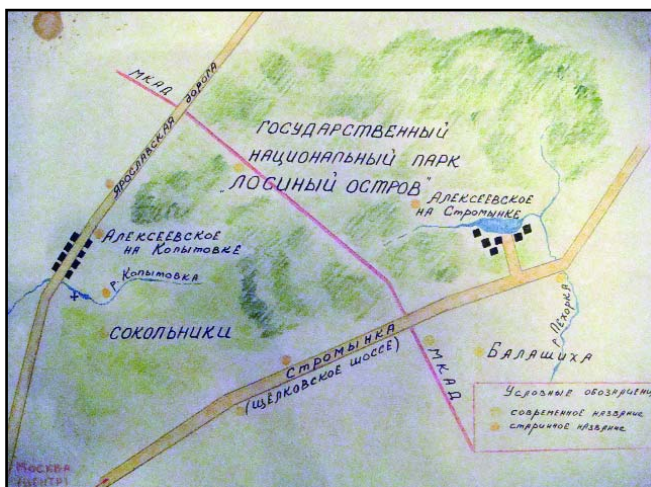 МКАД
ЯРОСЛАВСКАЯ ДОРОГА
ГОСУДАРСТВЕННЫЙ
НАЦИОНАЛЬНЫЙ ПАРК
„ЛОСИНЫЙ ОСТРОВ"
АЛЕКСЕЕВСКОЕ
НА СТРОМЫНКЕ
АЛЕКСЕЕВСКОЕ
НА КОПЫТОВКЕ
Р. КОПЫТОВКА
СОКОЛЬНИКИ
СТРОМЫНКА
(ЩЁЛКОВСКОЕ ШОССЕ)
МКАД
Р. ПЕХОРКА
БАЛАШИХА
УСЛОВНЫЕ ОБОЗНАЧЕНИ
СОВРЕМЕННОЕ НАЗВАНИЕ
СТАРИННОЕ НАЗВАНИЕ
МОСКВА
(ЦЕНТР)